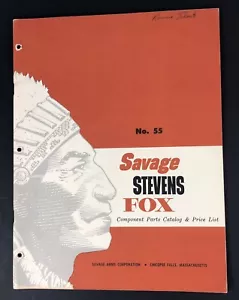 No. 55
Savage
STEVENS
FOX
Component Parts Catalog & Price List
SAVAGE ARMS CORPORATION • CHICOPEE FALLS, MASSACHUSETTS